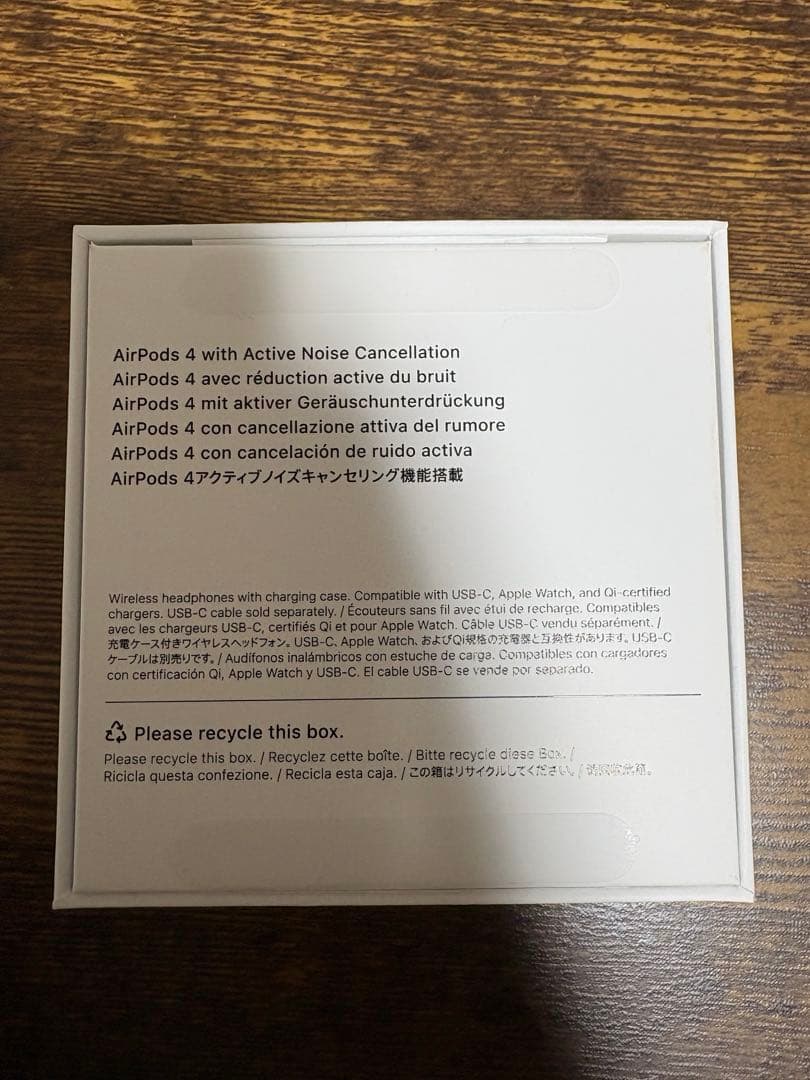 AirPods 4 with Active Noise Cancellation
AirPods 4 avec réduction active du bruit
AirPods 4 mit aktiver Geräuschunterdrückung
AirPods 4 con cancellazione attiva del rumore
AirPods 4 con cancelación de ruido activa
AirPods 4アクティブノイズキャンセリング機能搭載
Wireless headphones with charging case. Compatible with USB-C, Apple Watch, and Qi-certified
chargers. USB-C cable sold separately. / Écouteurs sans fil avec étui de recharge. Compatibles
avec les chargeurs USB-C, certifiés Qi et pour Apple Watch. Câble USB-C vendu séparément. /
充電ケース付きワイヤレスヘッドフォン。USB-C、Apple Watch、およびQi規格の充電器と互換性があります。USB-C
ケーブルは別売りです。/ Audífonos inalámbricos con estuche de carga. Compatibles con cargadores
con certificación Qi, Apple Watch y USB-C. El cable USB-C se vende por separado.
Please recycle this box.
Please recycle this box. / Recyclez cette boîte. / Bitte recycle diese Box. /
Ricicla questa confezione. / Recicla esta caja. / この箱はリサイクルしてください。/